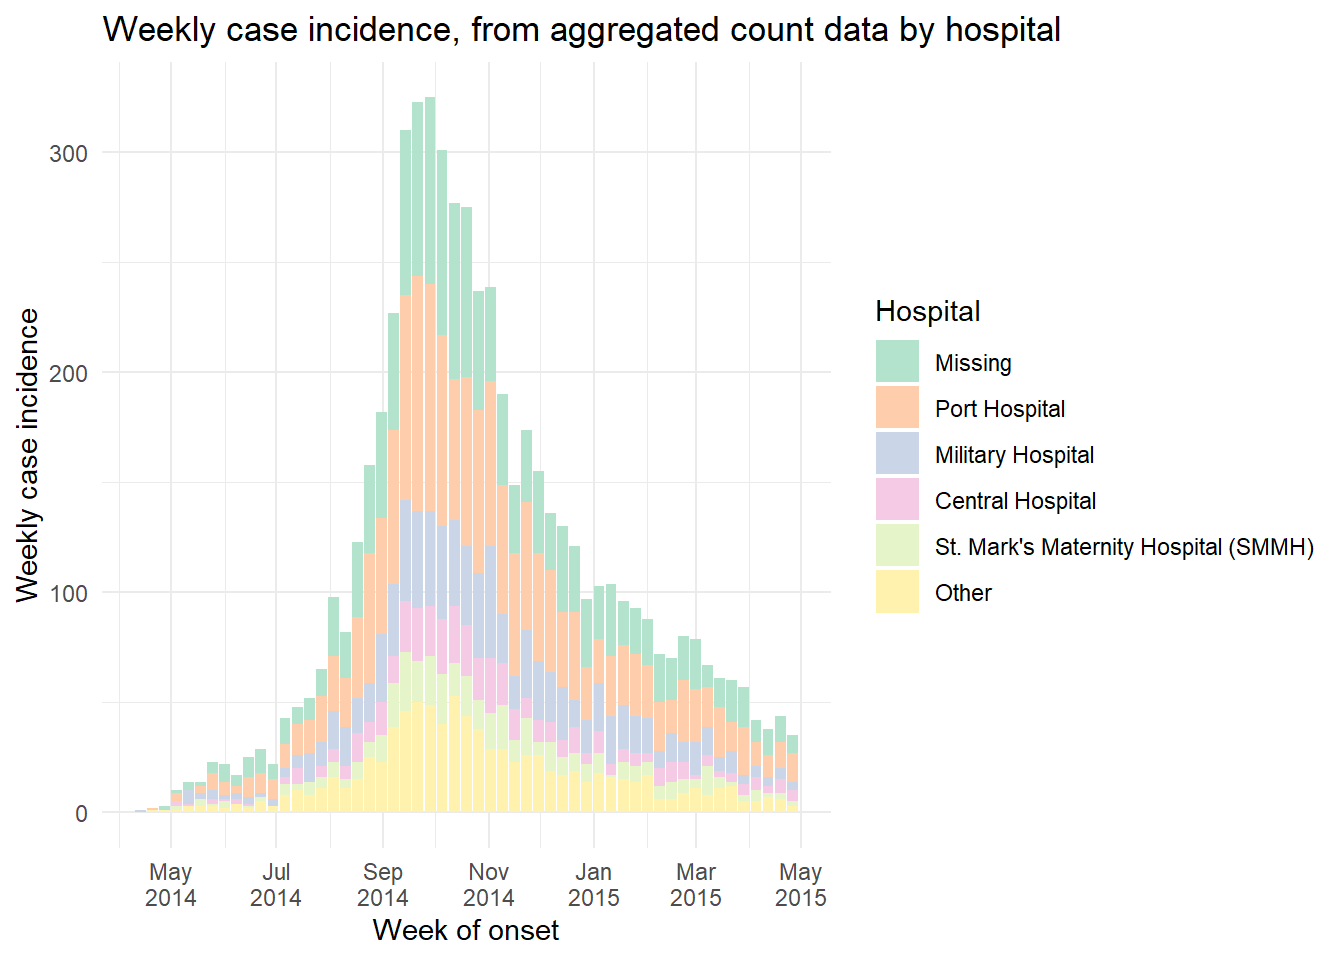 Weekly case incidence, from aggregated count data by hospital
Weekly case incidence
300
200
100
0
May
2014
Jul
2014
Sep
2014
Nov
2014
Jan
2015
Mar
2015
May
2015
Week of onset
Hospital
Missing
Port Hospital
Military Hospital
Central Hospital
St. Mark's Maternity Hospital (SMMH)
Other